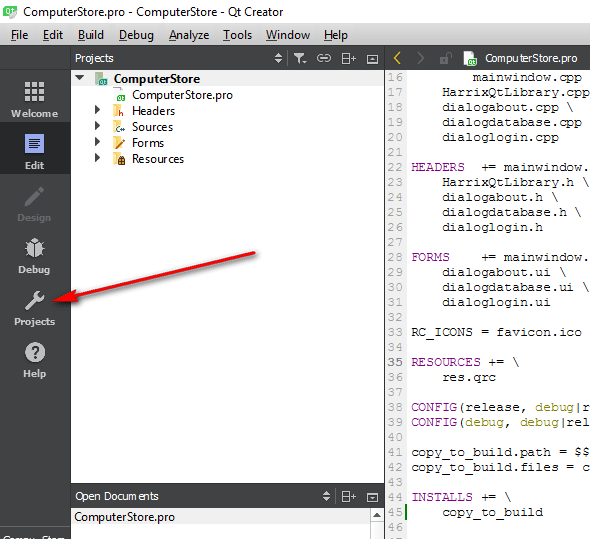 ComputerStore.pro - ComputerStore - Qt Creator
File Edit Build Debug Analyze Tools Window Help
Projects
ComputerStore.pro
Welcome
Edit
Design
Debug
Projects
Help
ComputerStore
ComputerStore.pro
Headers
Sources
Forms
Resources
Open Documents
ComputerStore.pro
16 mainwindow.cpp
17 HarrixQtLibrary.cpp
18 dialogabout.cpp \
19 dialogdatabase.cpp
20 dialoglogin.cpp
21
22 HEADERS += mainwindow.
23 HarrixQtLibrary.h \
24 dialogabout.h \
25 dialogdatabase.h \
26 dialoglogin.h
27
28 FORMS += mainwindow.
29 dialogabout.ui \
30 dialogdatabase.ui \
31 dialoglogin.ui
32
33 RC_ICONS = favicon.ico
34
35 RESOURCES += \
36 res.qrc
37
38 CONFIG(release, debug|r
39 CONFIG(debug, debug|rel
40
41 copy_to_build.path = $$
42 copy_to_build.files = c
43
44 INSTALLS += \
45 copy_to_build
46